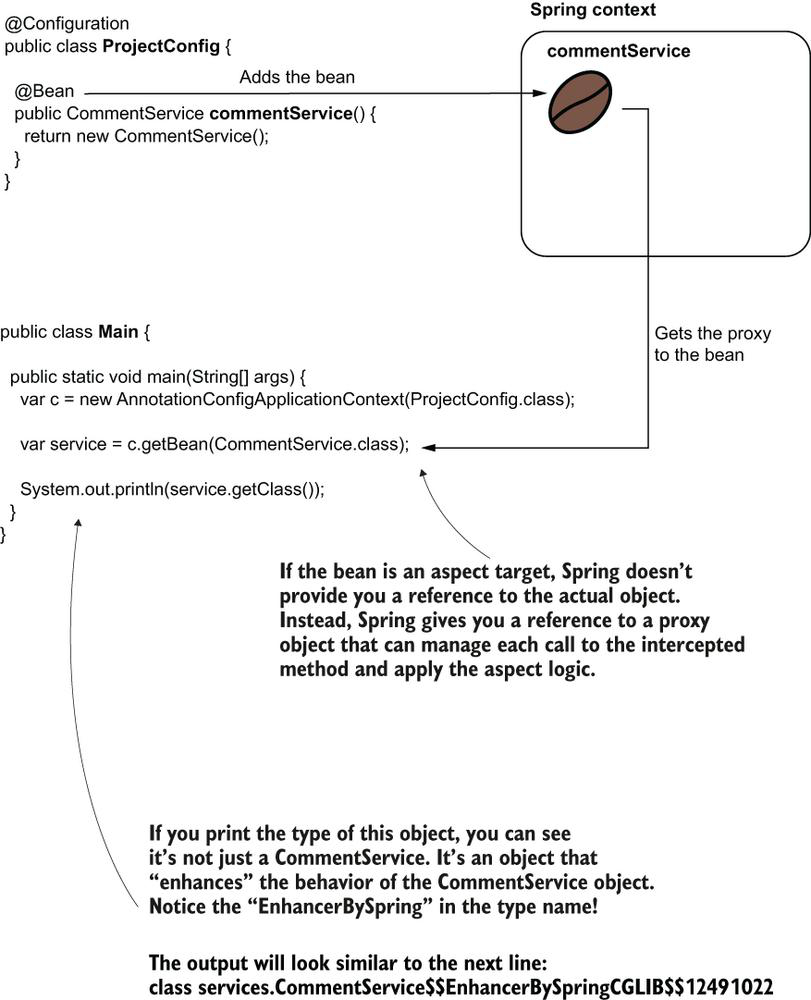 @Configuration
public class ProjectConfig {
@Bean
public CommentService commentService() {
return new CommentService();
}
}
Adds the bean
Spring context
commentService
Gets the proxy
to the bean
public class Main {
public static void main(String[] args) {
var c = new AnnotationConfigApplicationContext(ProjectConfig.class);
var service = c.getBean(CommentService.class);
System.out.println(service.getClass());
}
}
If the bean is an aspect target, Spring doesn’t
provide you a reference to the actual object.
Instead, Spring gives you a reference to a proxy
object that can manage each call to the intercepted
method and apply the aspect logic.
If you print the type of this object, you can see
it’s not just a CommentService. It’s an object that
“enhances” the behavior of the CommentService object.
Notice the “EnhancerBySpring” in the type name!
The output will look similar to the next line:
class services.CommentService$$EnhancerBySpringCGLIB$$12491022